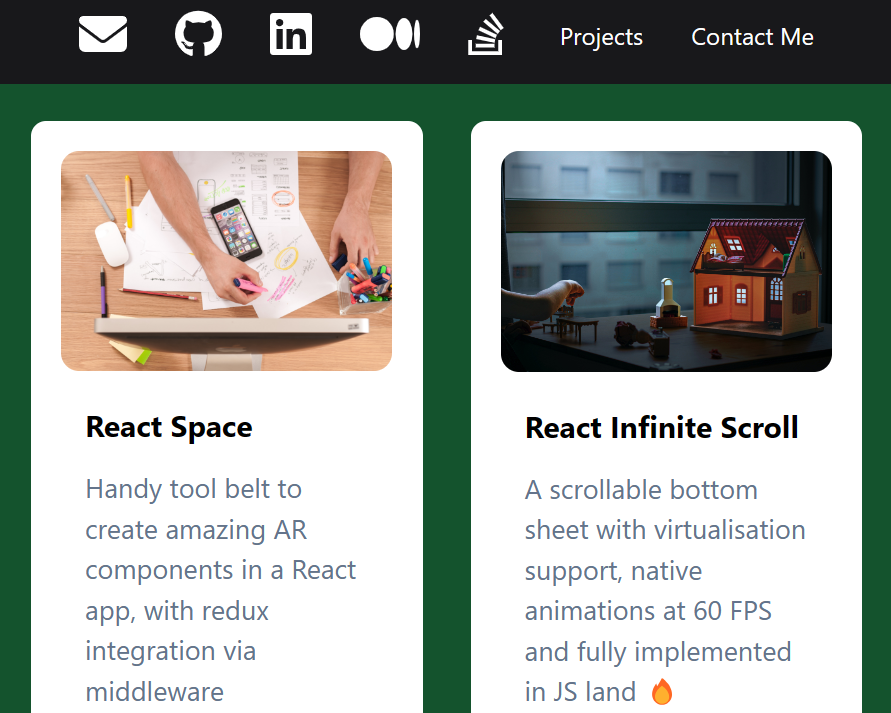 in Projects Contact Me
React Space
Handy tool belt to
create amazing AR
components in a React
app, with redux
integration via
middleware
React Infinite Scroll
A scrollable bottom
sheet with virtualisation
support, native
animations at 60 FPS
and fully implemented
in JS land 🔥